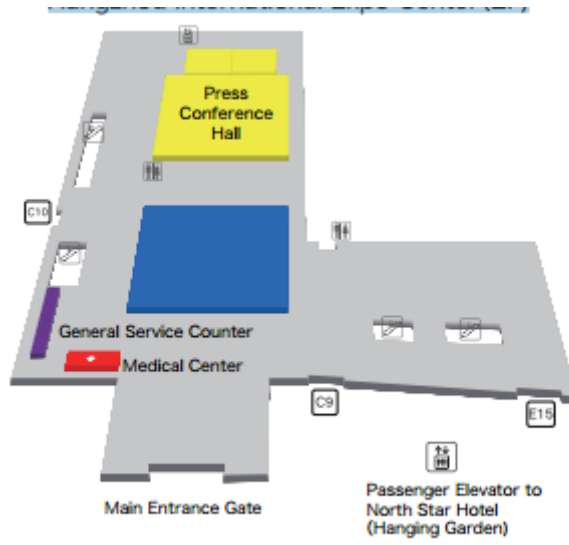 Press
Conference
Hall
C10
General Service Counter
Medical Center
C9
E15
Main Entrance Gate
Passenger Elevator to
North Star Hotel
(Hanging Garden)